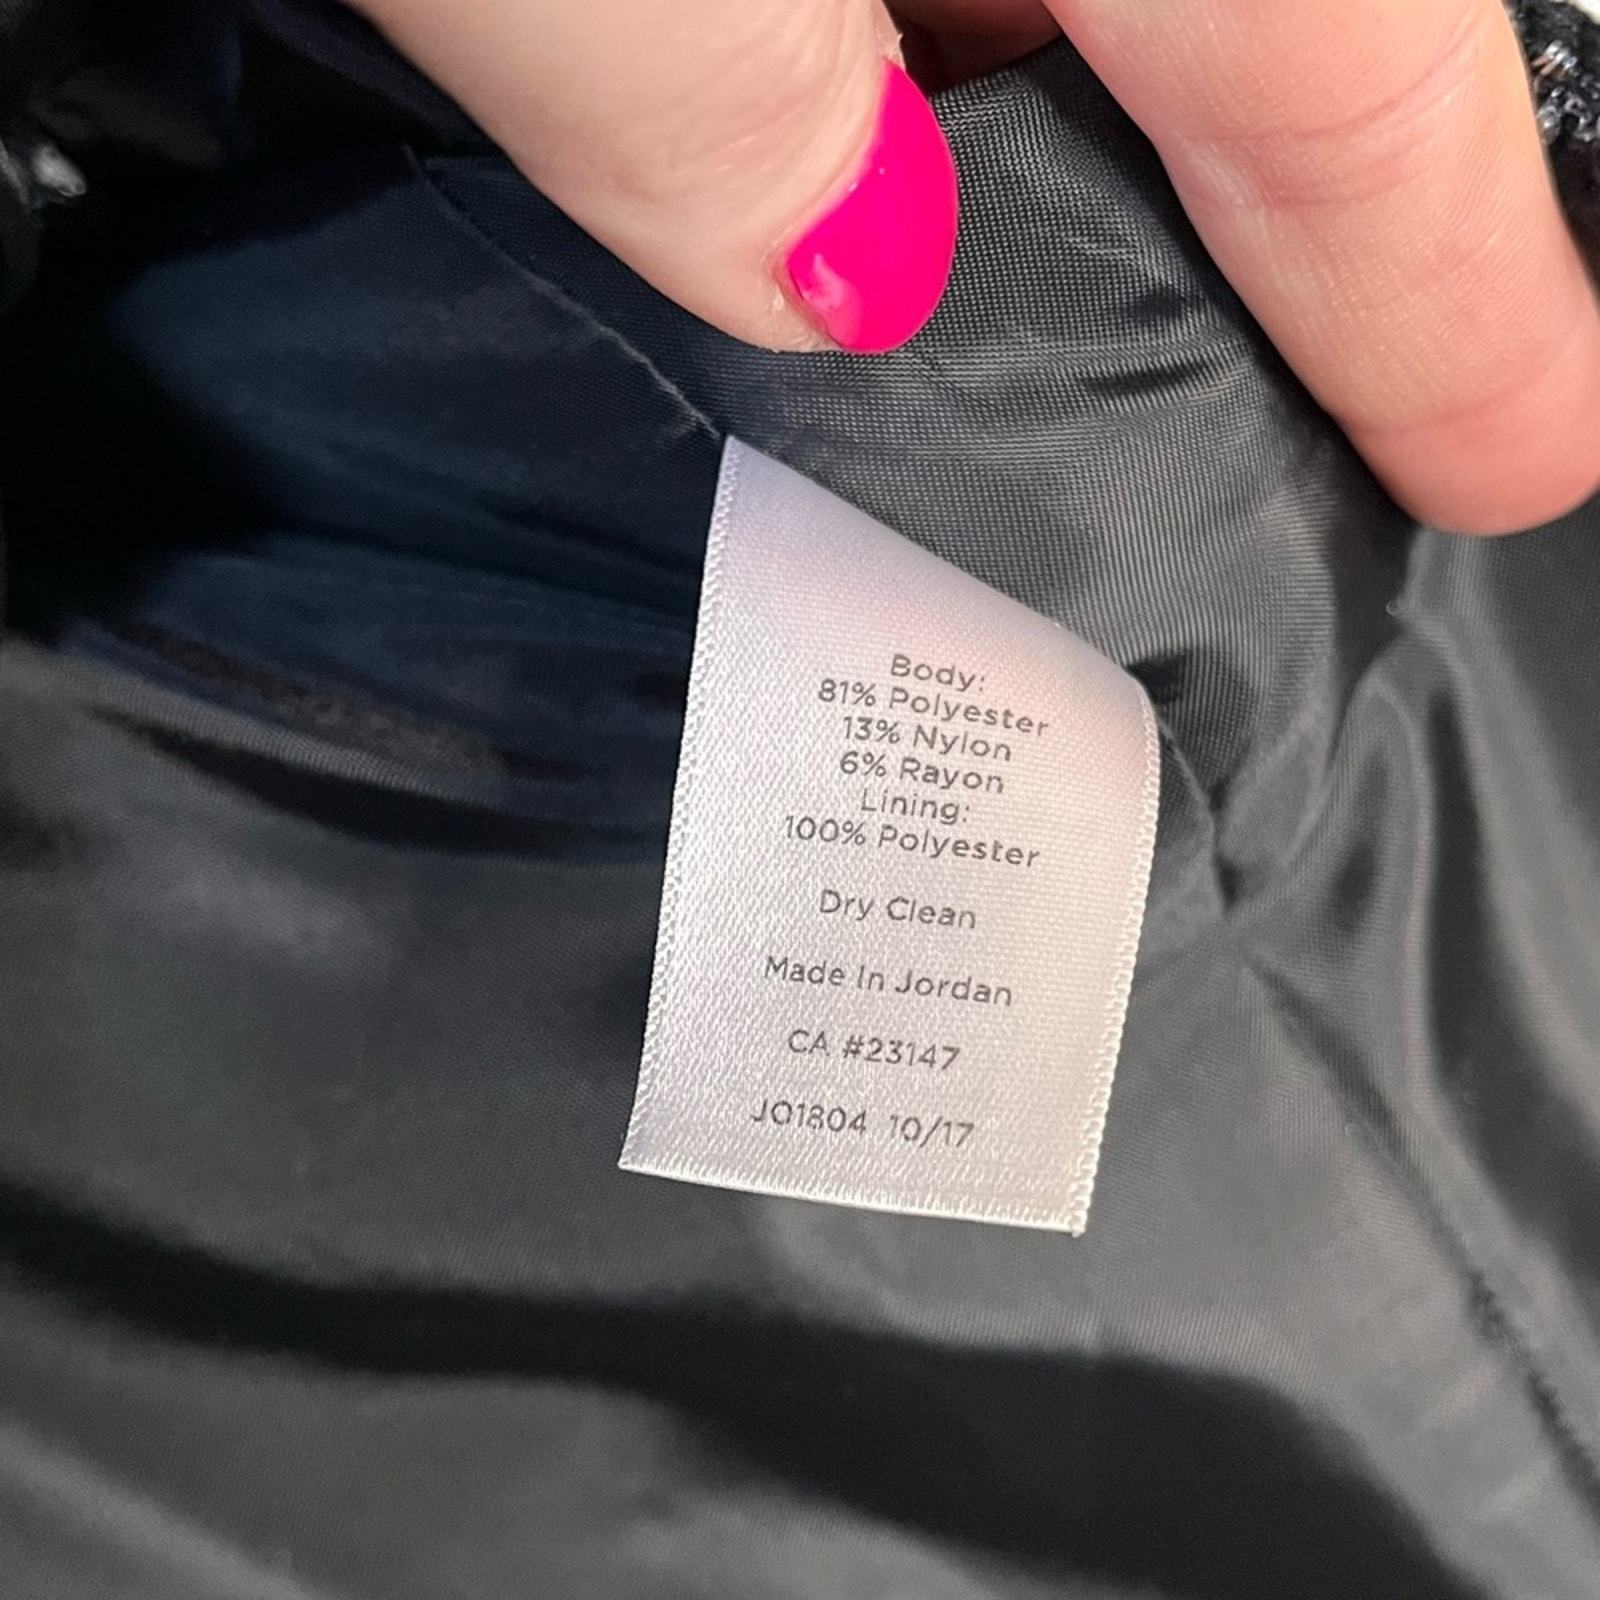 Body:
81% Polyester
13% Nylon
6% Rayon
Lining:
100% Polyester
Dry Clean
Made In Jordan
CA #23147
JO1804 10/17